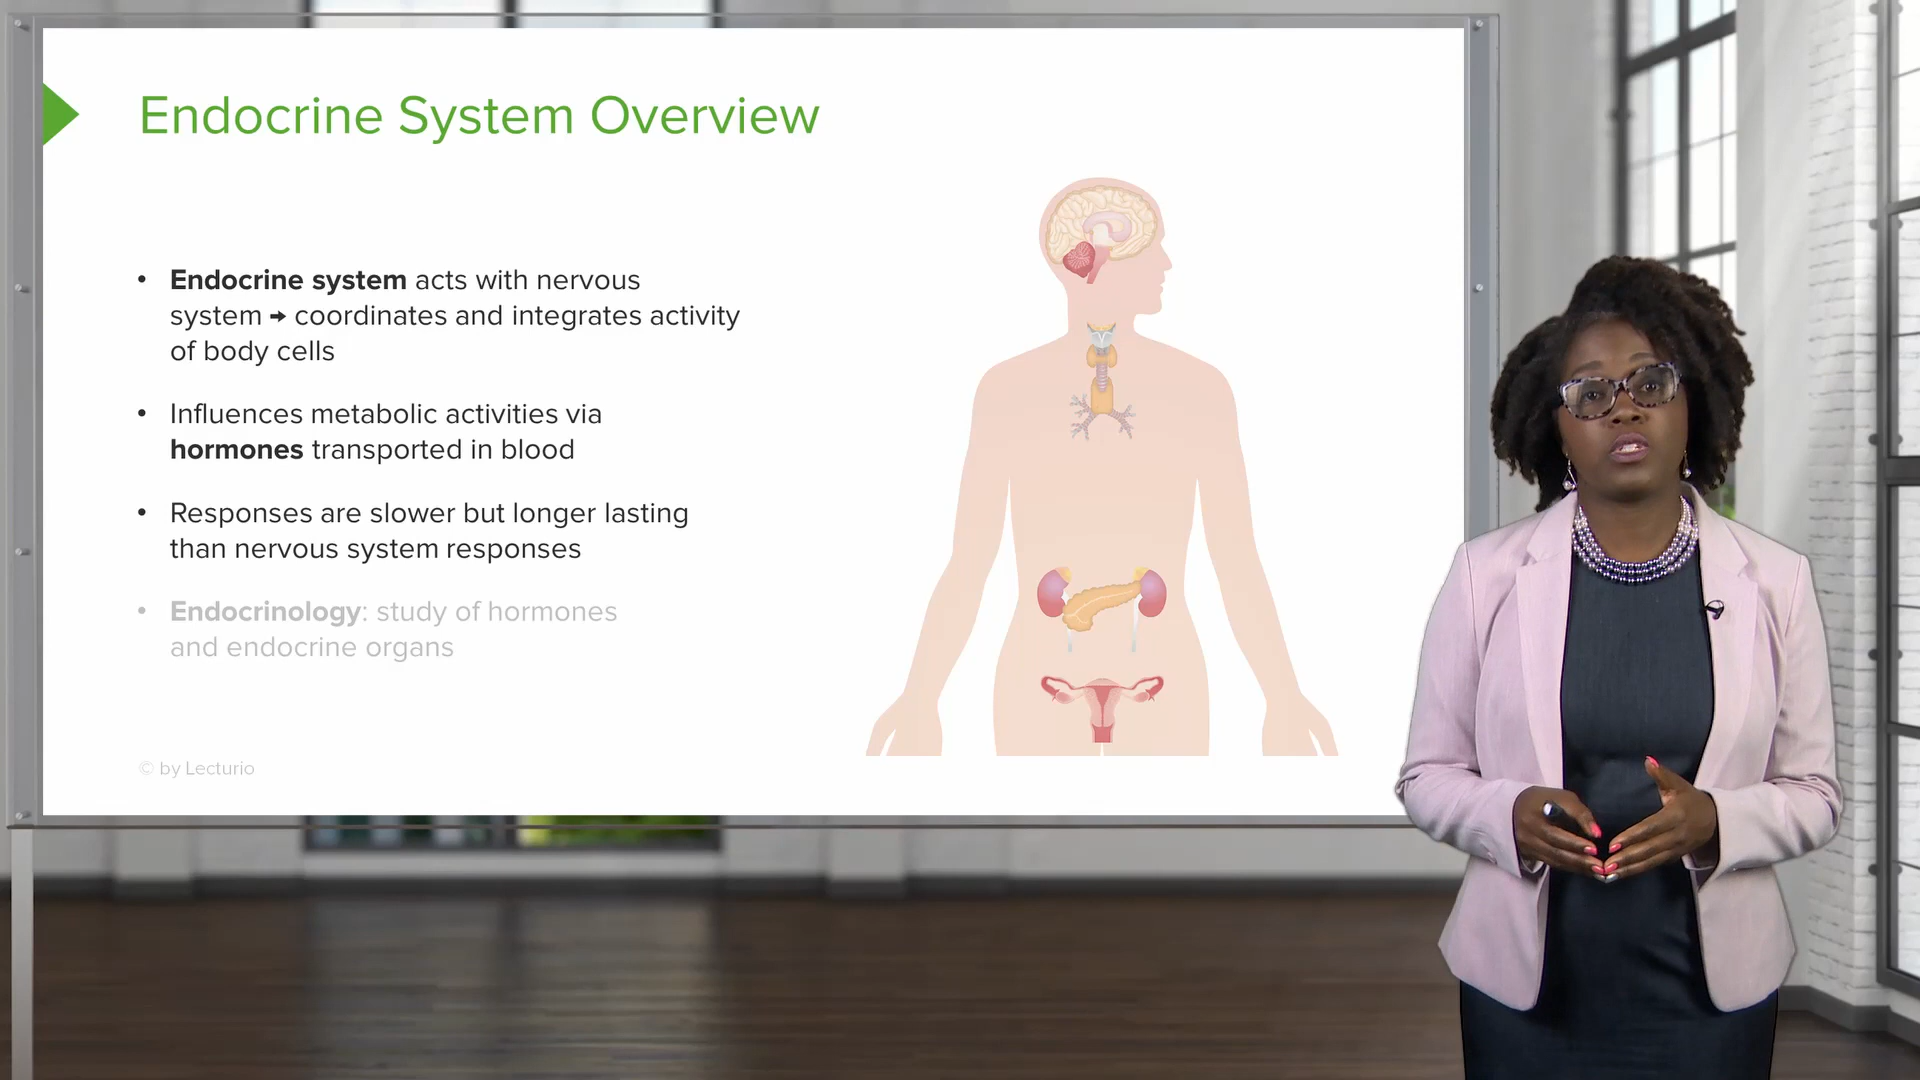 Endocrine System Overview
• Endocrine system acts with nervous
system → coordinates and integrates activity
of body cells
• Influences metabolic activities via
hormones transported in blood
• Responses are slower but longer lasting
than nervous system responses
• Endocrinology: study of hormones
and endocrine organs
© by Lecturio